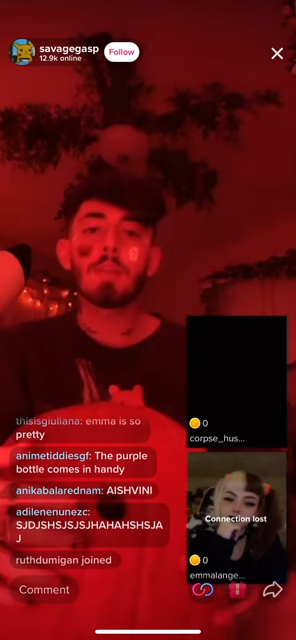 savagegasp
12.9k online
Follow
thisisgiuliana: emma is so
pretty
animetiddiesgf: The purple
bottle comes in handy
anikabalarednam: AISHVINI
adilenenunezc:
SJDJSHSJSJSJHAHAHSHSJA
J
ruthdumigan joined
Comment
0
corpse_hus...
Connection lost
0
emmalange...